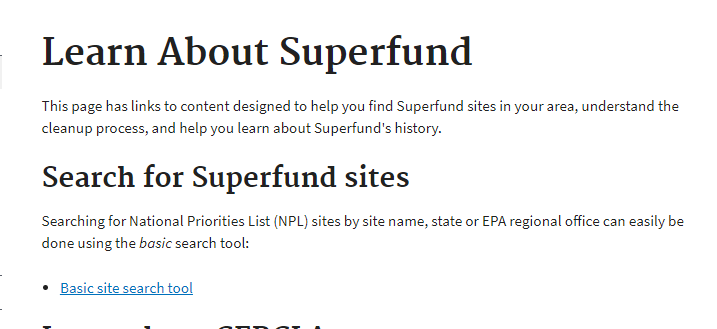 Learn About Superfund
This page has links to content designed to help you find Superfund sites in your area, understand the
cleanup process, and help you learn about Superfund's history.
Search for Superfund sites
Searching for National Priorities List (NPL) sites by site name, state or EPA regional office can easily be
done using the basic search tool:
• Basic site search tool